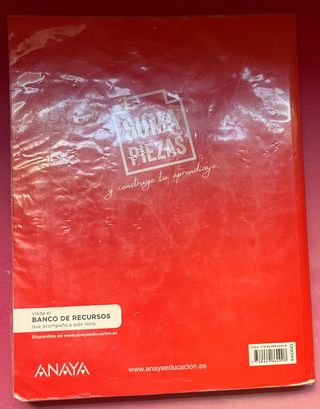 SUMA
PIEZAS
y construye tu aprendizaje.
Visita el
BANCO DE RECURSOS
que acompaña a este libro
Disponible en www.anayaeducacion.es
ANAYA
www.anayaeducacion.es